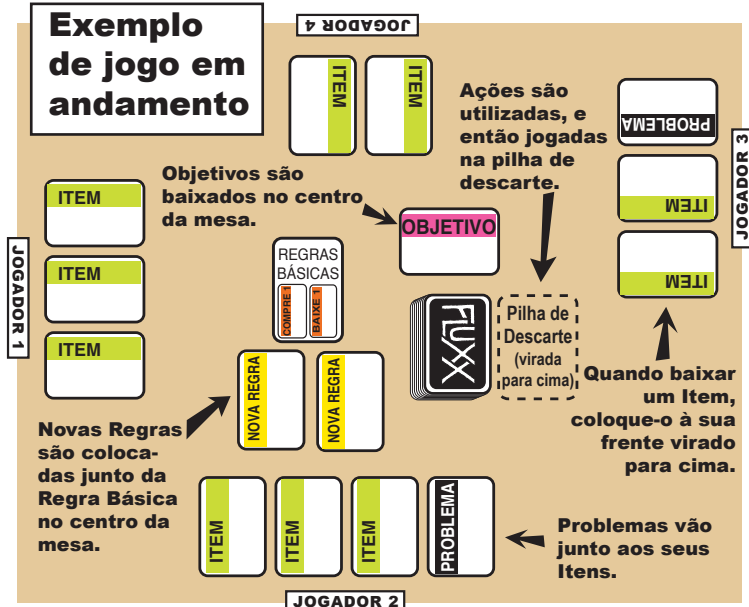 Exemplo
de jogo em
andamento
JOGADOR 4
ITEM
ITEM
Ações são
utilizadas, e
então jogadas
na pilha de
descarte.
PROBLEMA
ITEM
ITEM
JOGADOR 3
Objetivos são
baixados no centro
da mesa.
OBJETIVO
ITEM
ITEM
ITEM
JOGADOR 1
REGRAS
BÁSICAS
COMPRE 1
BAIXE 1
FLUXX
Pilha de
Descarte
(virada
para cima)
Quando baixar
um Item,
coloque-o à sua
frente virado
para cima.
NOVA REGRA
NOVA REGRA
Novas Regras
são coloca-
das junto da
Regra Básica
no centro da
mesa.
ITEM
ITEM
ITEM
PROBLEMA
Problemas vão
junto aos seus
Itens.
JOGADOR 2